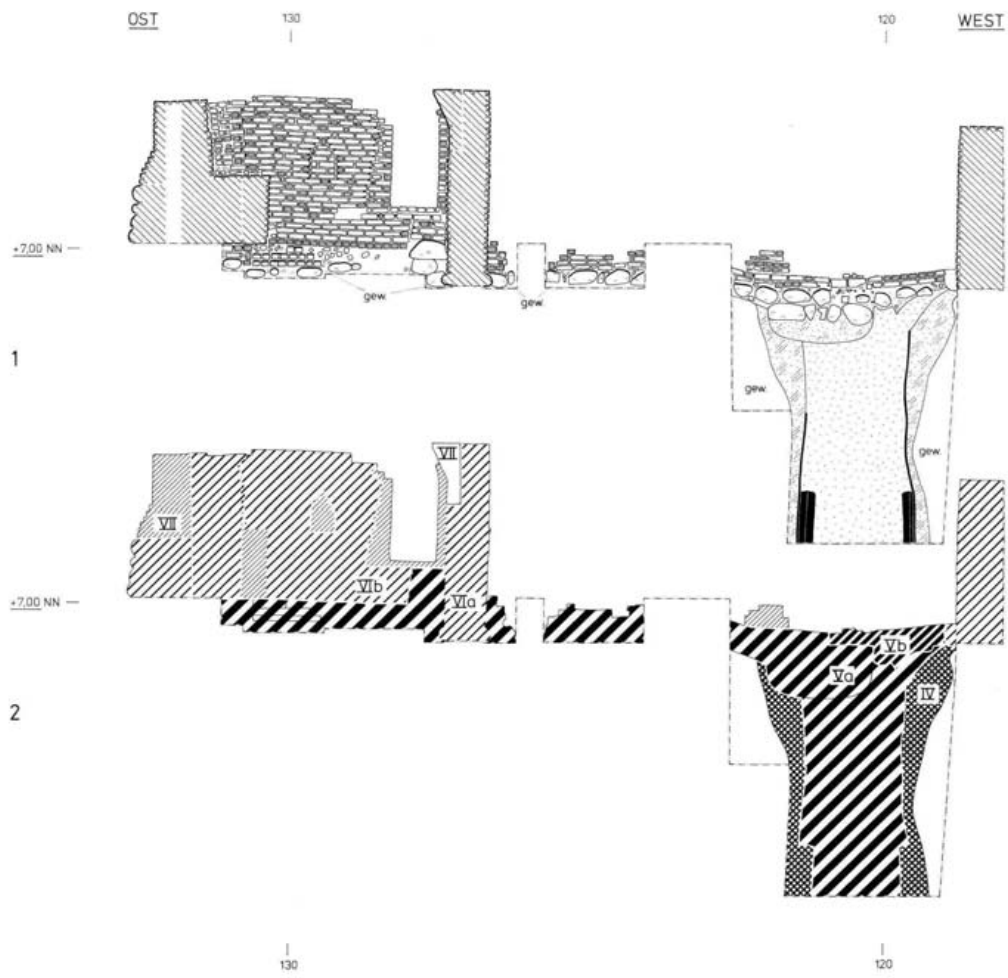 OST 130 120 WEST
+7,00 NN
gew.
gew.
1
gew.
gew.
VII
VII
VIb
VIa
+7,00 NN
Vb
Va
IV
2
130 120